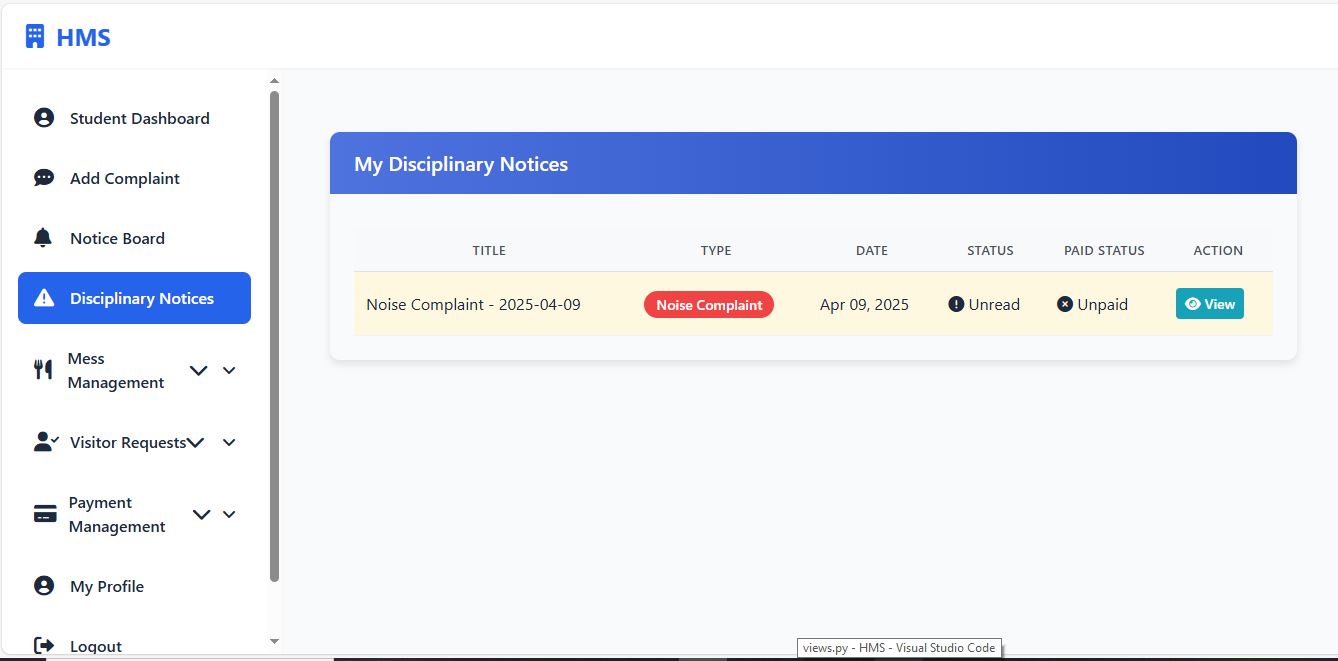 HMS
Student Dashboard
Add Complaint
Notice Board
Disciplinary Notices
Mess
Management
Visitor Requests
Payment
Management
My Profile
Logout
My Disciplinary Notices
TITLE TYPE DATE STATUS PAID STATUS ACTION
Noise Complaint - 2025-04-09 Noise Complaint Apr 09, 2025 Unread Unpaid View
views.py - HMS - Visual Studio Code